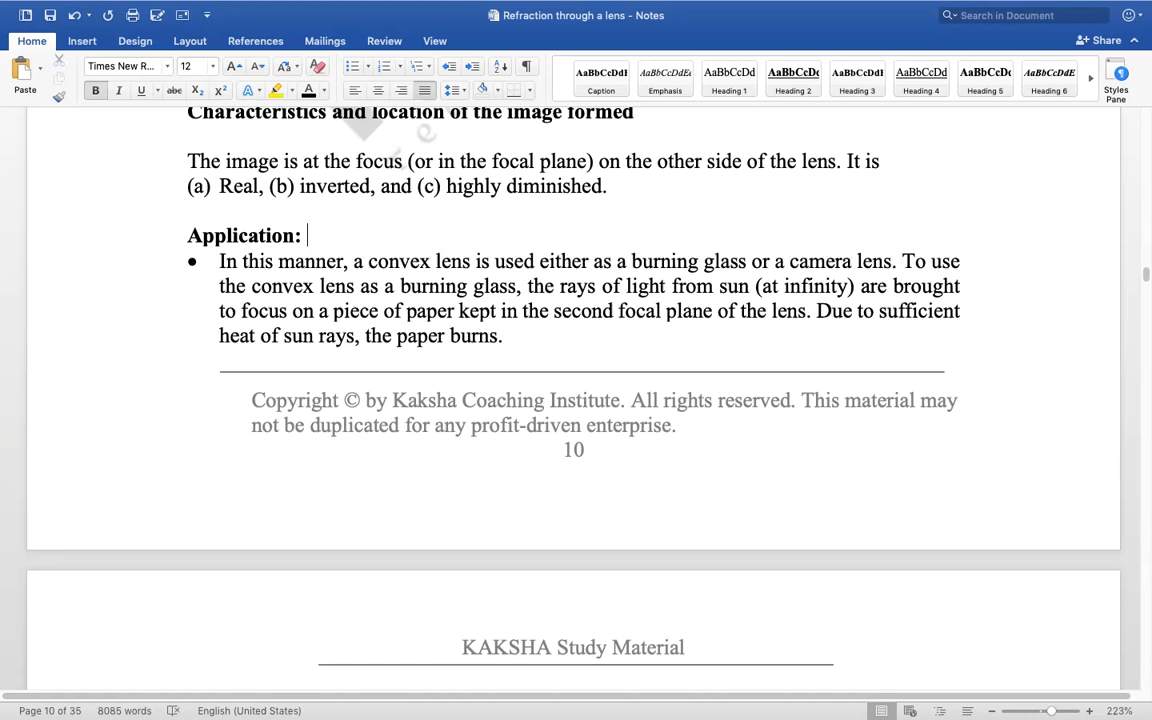 Refraction through a lens - Notes
Search in Document
Home Insert Design Layout References Mailings Review View
Share
Paste
Times New R... 12
AaBbCcDdI AaBbCcDdEe AaBbCcDd AaBbCcDc AaBbCcDdI AaBbCcDd AaBbCcDc AaBbCcDdE
Caption Emphasis Heading 1 Heading 2 Heading 3 Heading 4 Heading 5 Heading 6
Styles
Pane
Characteristics and location of the image formed
The image is at the focus (or in the focal plane) on the other side of the lens. It is
(a) Real, (b) inverted, and (c) highly diminished.
Application:
• In this manner, a convex lens is used either as a burning glass or a camera lens. To use
the convex lens as a burning glass, the rays of light from sun (at infinity) are brought
to focus on a piece of paper kept in the second focal plane of the lens. Due to sufficient
heat of sun rays, the paper burns.
Copyright © by Kaksha Coaching Institute. All rights reserved. This material may
not be duplicated for any profit-driven enterprise.
10
KAKSHA Study Material
Page 10 of 35 8085 words English (United States) 223%